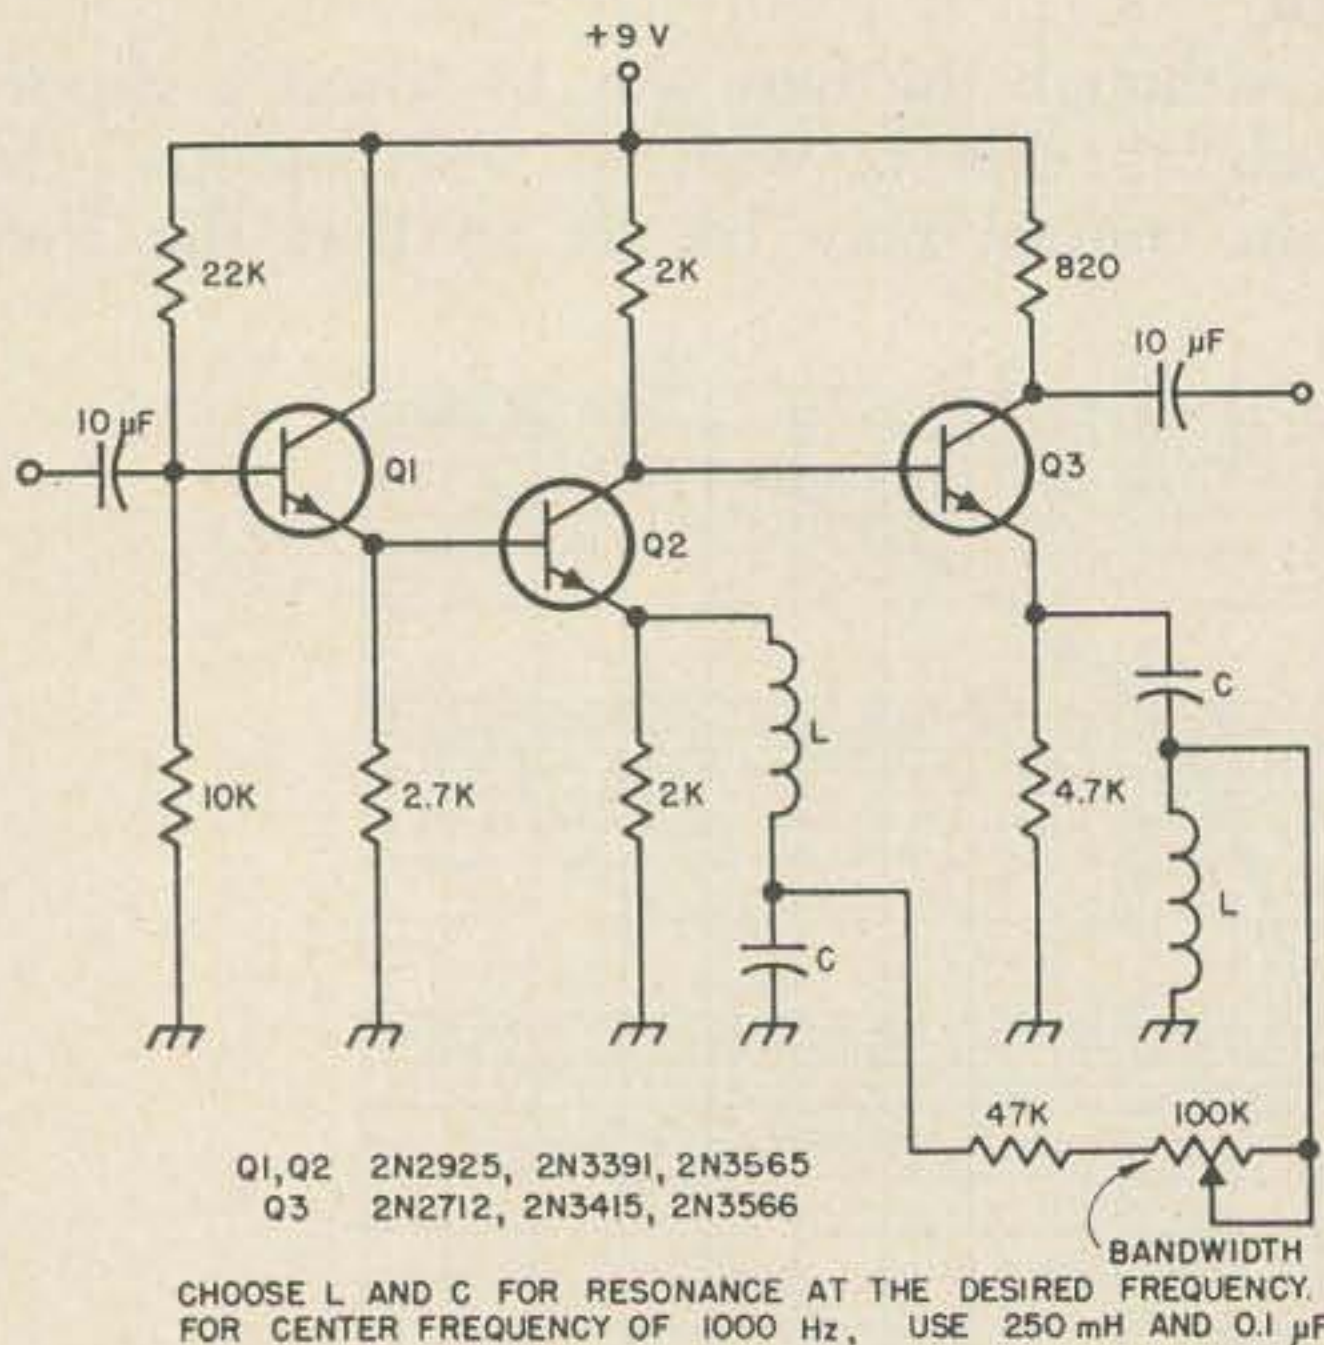 +9 V
22K
2K
820
10 µF
10 µF
Q1
Q3
Q2
C
L
10K
2.7K
2K
4.7K
L
C
47K
100K
Q1,Q2 2N2925, 2N3391, 2N3565
Q3 2N2712, 2N3415, 2N3566
BANDWIDTH
CHOOSE L AND C FOR RESONANCE AT THE DESIRED FREQUENCY.
FOR CENTER FREQUENCY OF 1000 Hz, USE 250 mH AND 0.1 µF